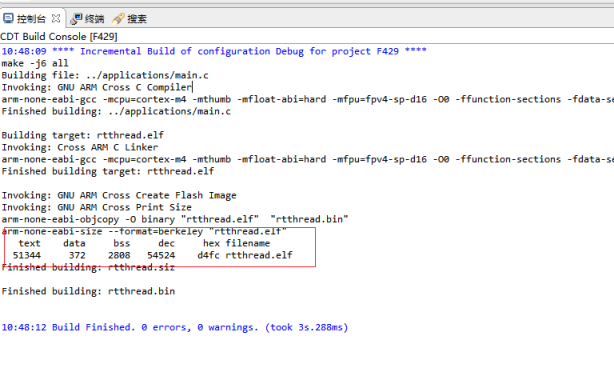 控制台 终端 搜索
CDT Build Console [F429]
10:48:09 **** Incremental Build of configuration Debug for project F429 ****
make -j6 all
Building file: ../applications/main.c
Invoking: GNU ARM Cross C Compiler
arm-none-eabi-gcc -mcpu=cortex-m4 -mthumb -mfloat-abi=hard -mfpu=fpv4-sp-d16 -O0 -ffunction-sections -fdata-se
Finished building: ../applications/main.c
Building target: rtthread.elf
Invoking: Cross ARM C Linker
arm-none-eabi-gcc -mcpu=cortex-m4 -mthumb -mfloat-abi=hard -mfpu=fpv4-sp-d16 -O0 -ffunction-sections -fdata-se
Finished building target: rtthread.elf
Invoking: GNU ARM Cross Create Flash Image
Invoking: GNU ARM Cross Print Size
arm-none-eabi-objcopy -O binary "rtthread.elf"  "rtthread.bin"
arm-none-eabi-size --format=berkeley "rtthread.elf"
text data bss dec hex filename
51344 372 2808 54524 d4fc rtthread.elf
Finished building: rtthread.siz
Finished building: rtthread.bin
10:48:12 Build Finished. 0 errors, 0 warnings. (took 3s.288ms)